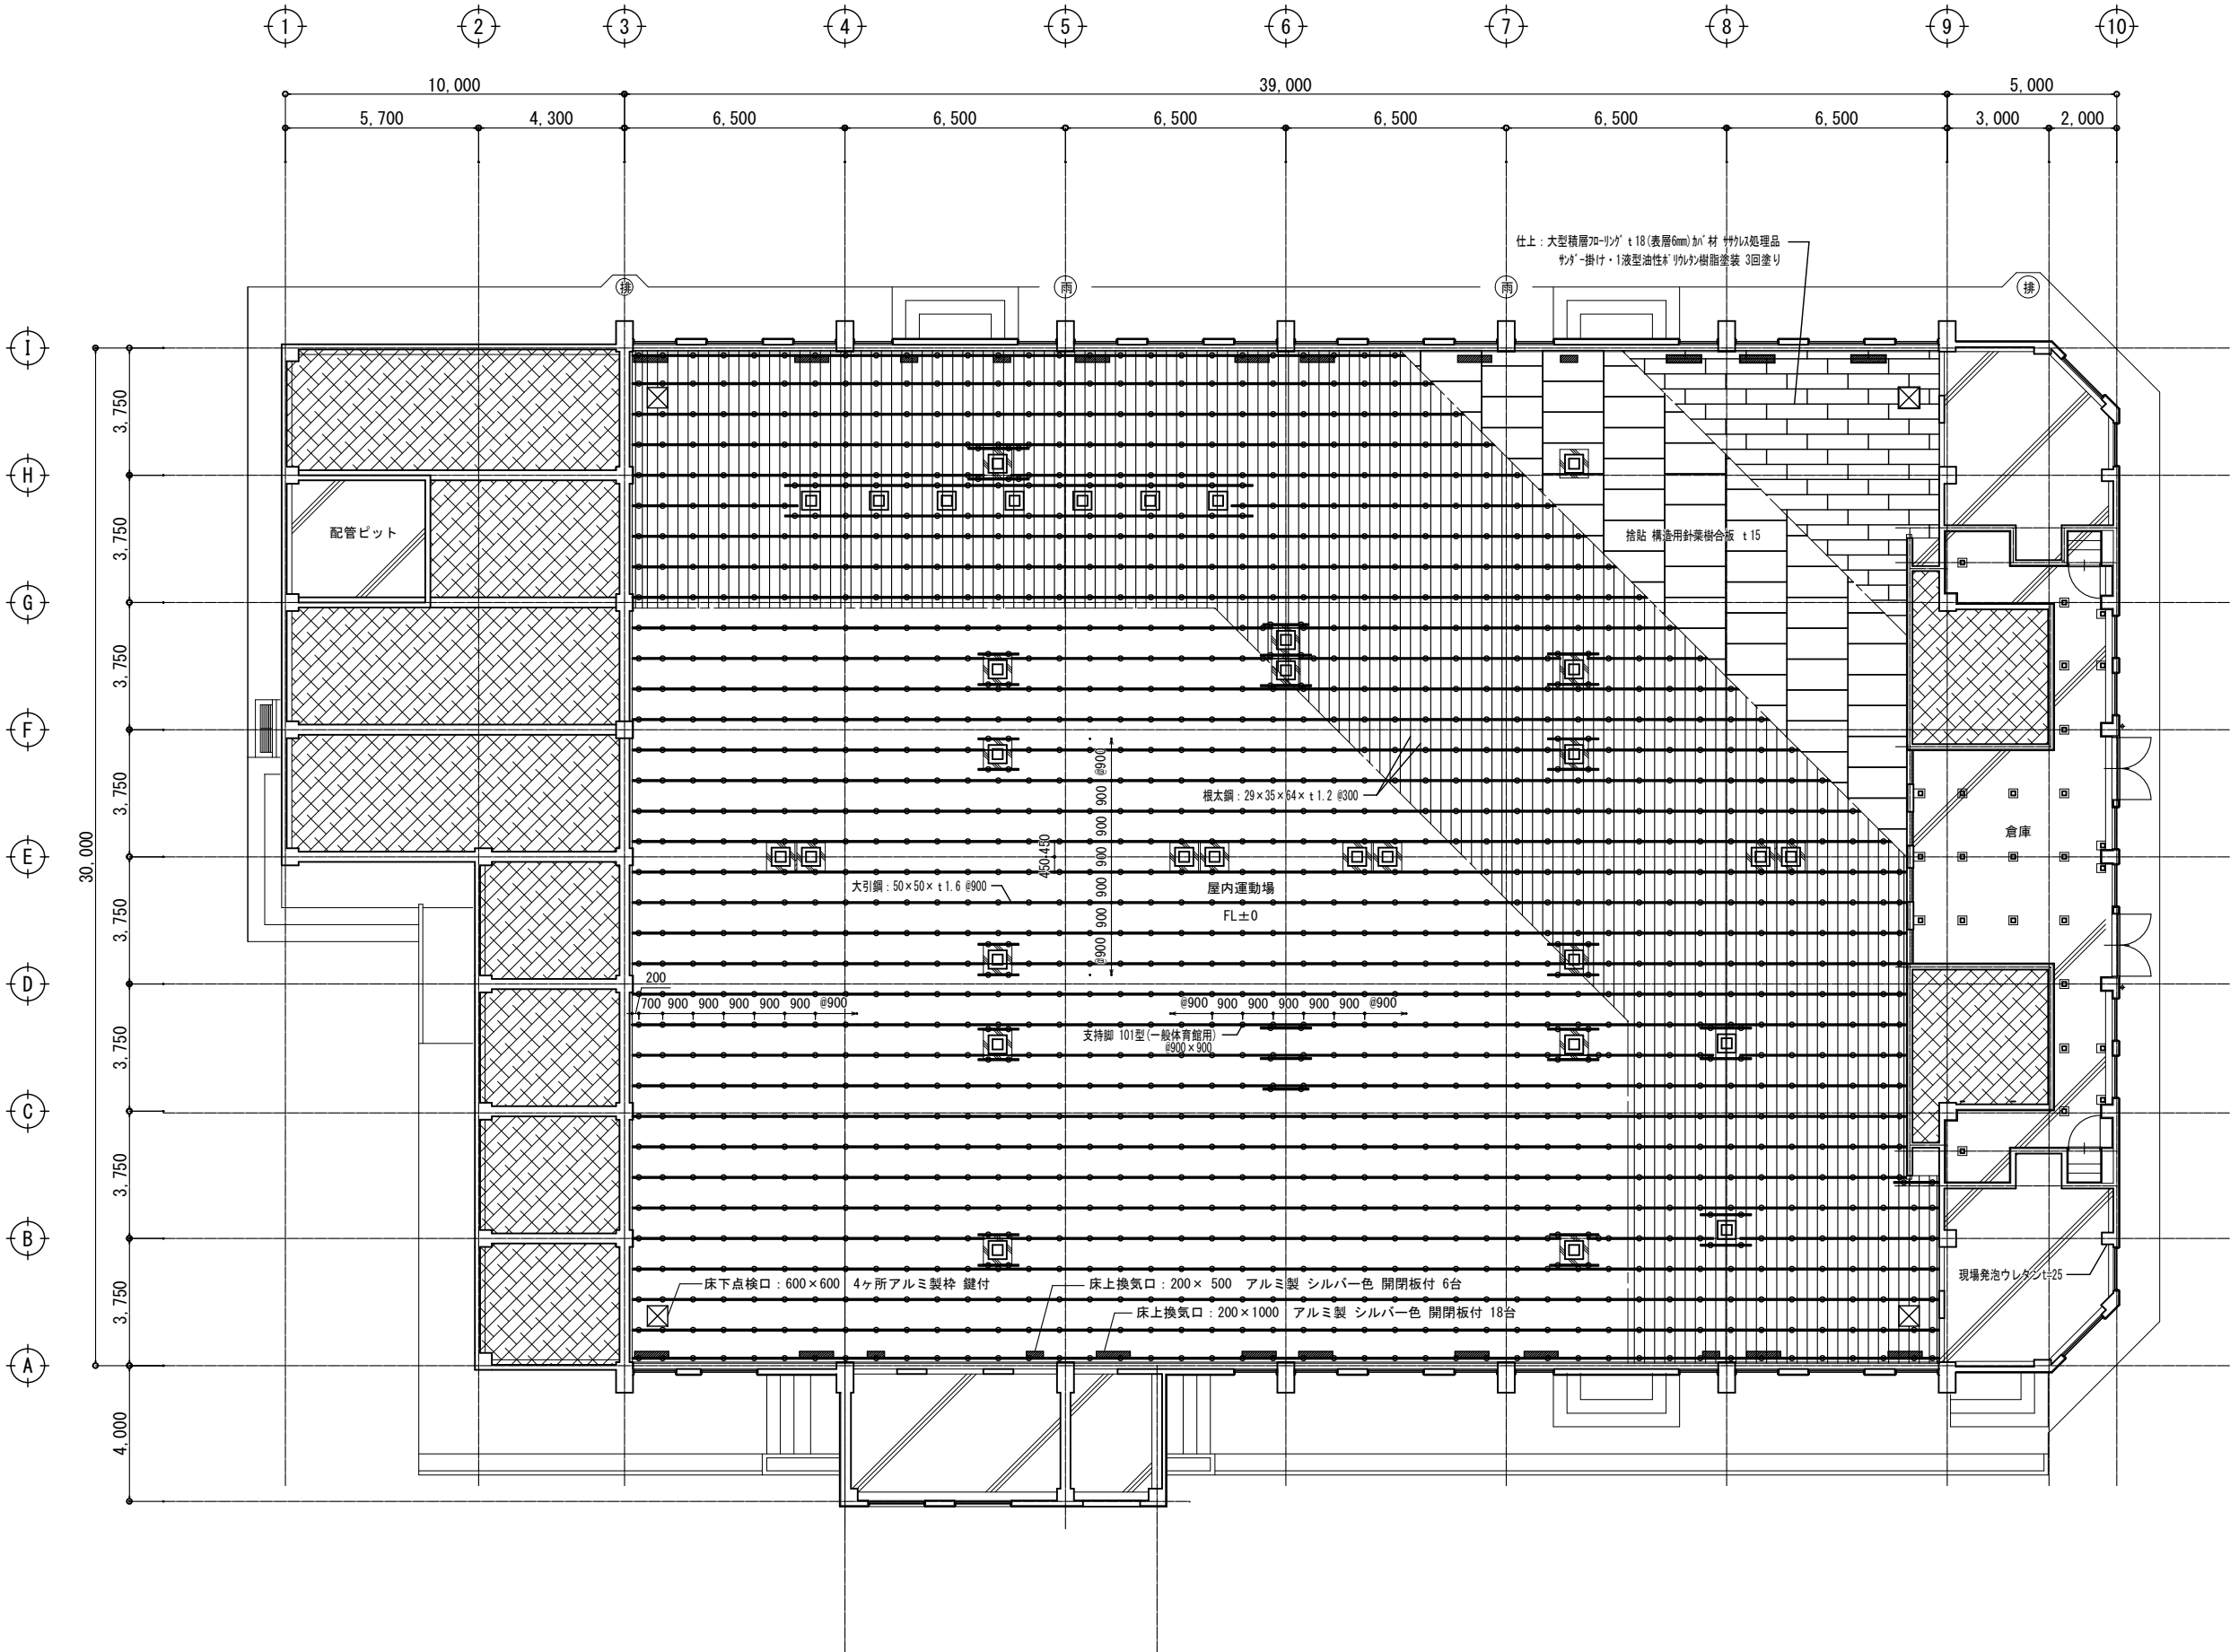 1 2 3 4 5 6 7 8 9 10
10,000 39,000 5,000
5,700 4,300 6,500 6,500 6,500 6,500 6,500 6,500 3,000 2,000
仕上：大型積層フローリング t18(表層6mm)カバ材 ササクレス処理品
サンダー掛け・1液型油性ポリウレタン樹脂塗装 3回塗り
排 雨 雨 排
I
3,750
H
3,750
配管ピット
捨貼 構造用針葉樹合板 t15
G
3,750
F
3,750
@900 900 900 900 900 900 @900
450 450
根太鋼：29×35×64×t1.2 @300
倉庫
30,000
E
大引鋼：50×50×t1.6 @900
屋内運動場
FL±0
3,750
D
200
700 900 900 900 900 900 @900
@900 900 900 900 900 900 @900
支持脚 101型(一般体育館用)
@900×900
3,750
C
3,750
B
3,750
現場発泡ウレタンt=25
床下点検口：600×600 4ヶ所アルミ製枠 鍵付
床上換気口：200× 500 アルミ製 シルバー色 開閉板付 6台
床上換気口：200×1000 アルミ製 シルバー色 開閉板付 18台
A
4,000